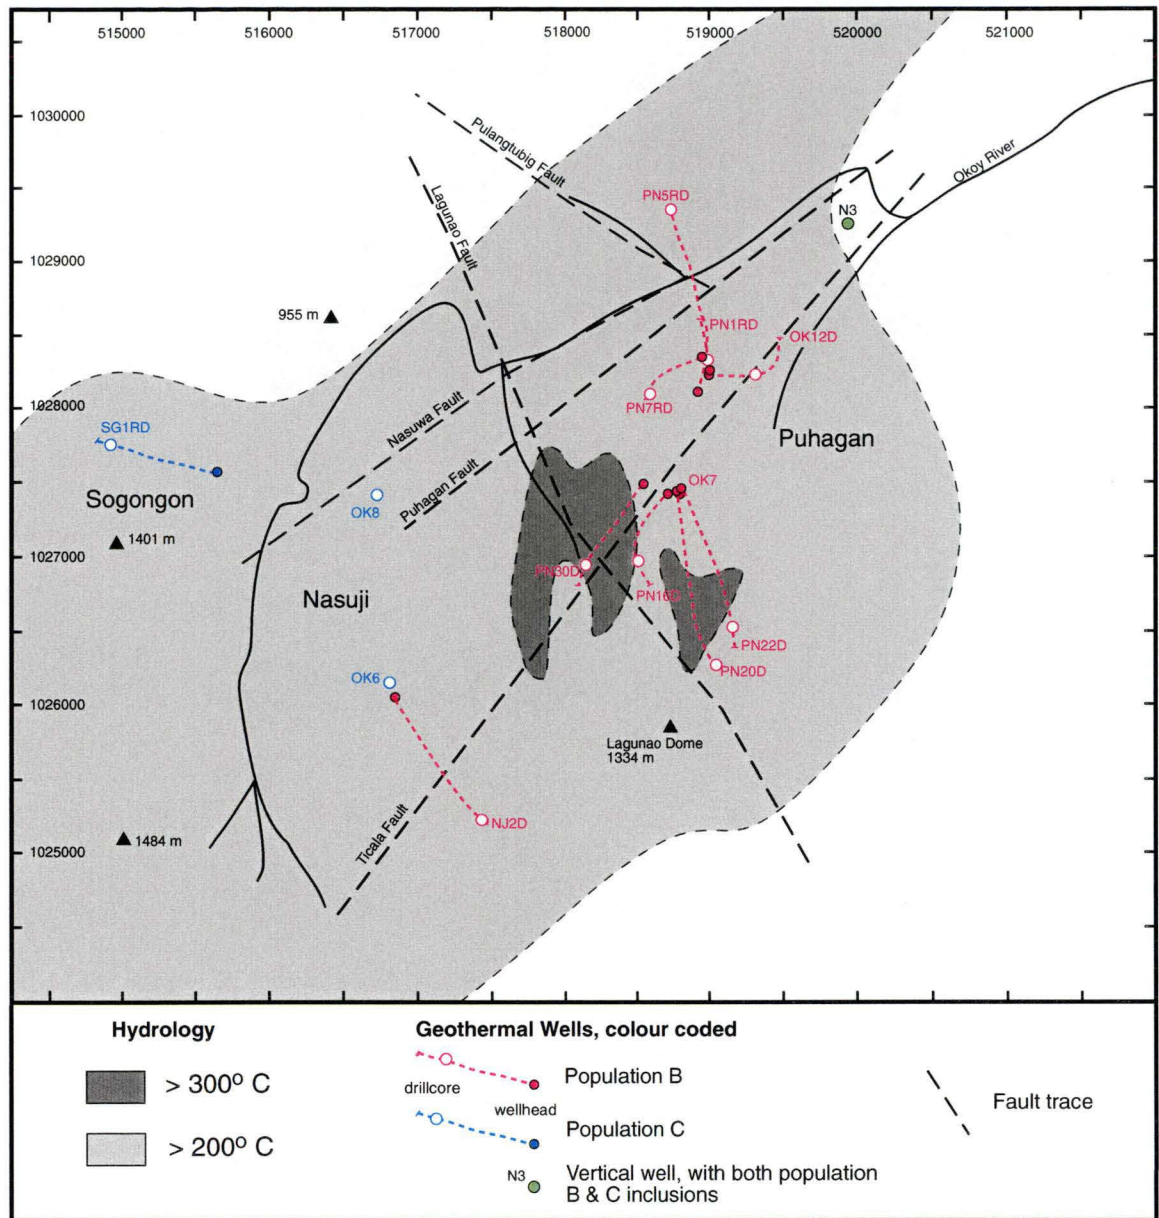 515000 516000 517000 518000 519000 520000 521000
1030000
Pulangtubig Fault
Okoy River
PN5RD
N3
Lagunao Fault
1029000
955 m
PN1RD
OK12D
1028000
PN7RD
SG1RD
Nasuwa Fault
Puhagan
Sogongon
OK8
Puhagan Fault
OK7
1401 m
1027000
PN30D
PN16D
Nasuji
PN22D
OK6
PN20D
1026000
Lagunao Dome
1334 m
NJ2D
1484 m
Ticala Fault
1025000
Hydrology
> 300º C
> 200º C
Geothermal Wells, colour coded
Population B
drillcore
wellhead
Population C
N3
Vertical well, with both population
B & C inclusions
Fault trace